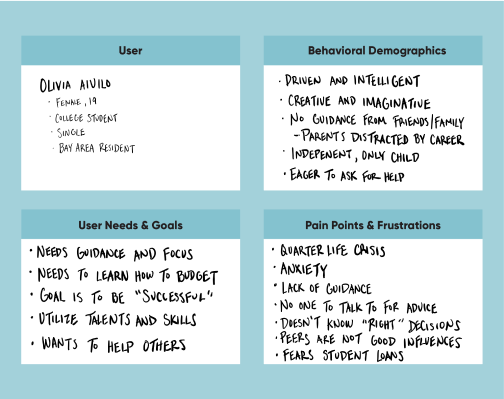 User
OLIVIA AIVILO
· FEMALE, 19
· COLLEGE STUDENT
· SINGLE
· BAY AREA RESIDENT
Behavioral Demographics
· DRIVEN AND INTELLIGENT
· CREATIVE AND IMAGINATIVE
· NO GUIDANCE FROM FRIENDS/FAMILY
- PARENTS DISTRACTED BY CAREER
· INDEPENENT, ONLY CHILD
· EAGER TO ASK FOR HELP
User Needs & Goals
· NEEDS GUIDANCE AND FOCUS
· NEEDS TO LEARN HOW TO BUDGET
· GOAL IS TO BE "SUCCESSFUL"
· UTILIZE TALENTS AND SKILLS
· WANTS TO HELP OTHERS
Pain Points & Frustrations
· QUARTER LIFE CRISIS
· ANXIETY
· LACK OF GUIDANCE
· NO ONE TO TALK TO FOR ADVICE
· DOESN'T KNOW "RIGHT" DECISIONS
· PEERS ARE NOT GOOD INFLUENCES
· FEARS STUDENT LOANS